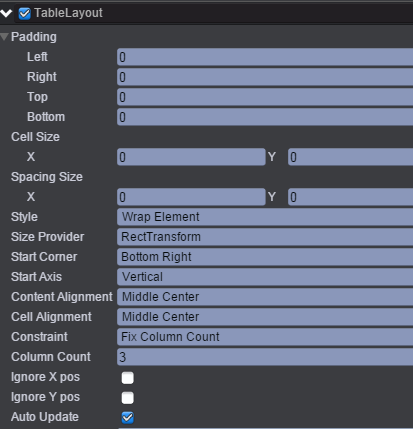 TableLayout
Padding
Left 0
Right 0
Top 0
Bottom 0
Cell Size
X 0 Y 0
Spacing Size
X 0 Y 0
Style Wrap Element
Size Provider RectTransform
Start Corner Bottom Right
Start Axis Vertical
Content Alignment Middle Center
Cell Alignment Middle Center
Constraint Fix Column Count
Column Count 3
Ignore X pos
Ignore Y pos
Auto Update